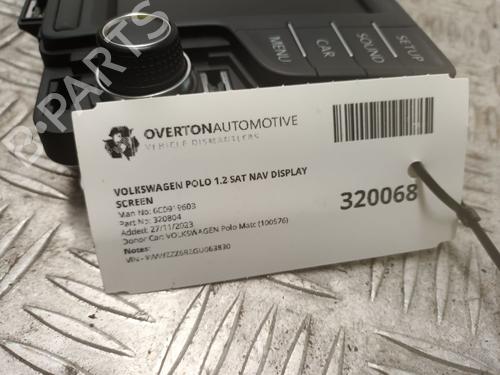 MENU
CAR
SOUND
SETUP
B-PARTS
OVERTONAUTOMOTIVE
VEHICLE DISMANTLERS
VOLKSWAGEN POLO 1.2 SAT NAV DISPLAY
SCREEN
Man No: 6C0919603
Part No: 320804
Added: 27/11/2023
Donor Car: VOLKSWAGEN Polo Matc (100576)
Notes:
320068